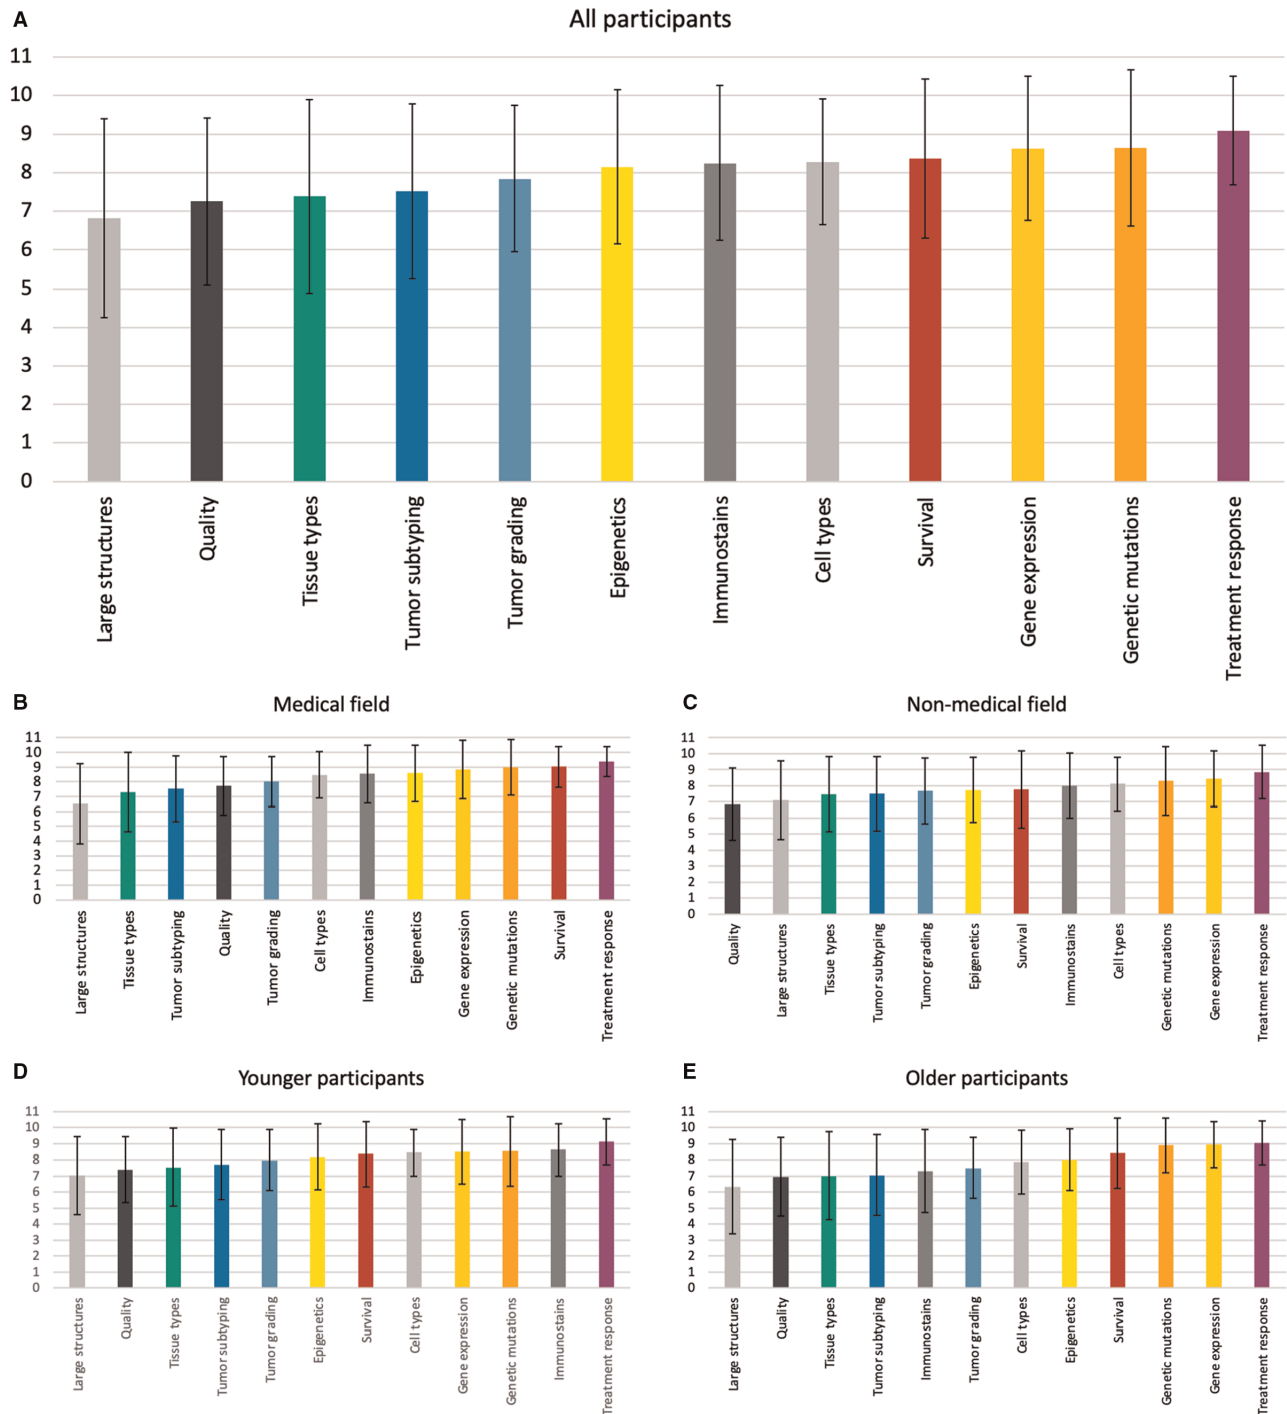 A
All participants
11
10
9
8
7
6
5
4
3
2
1
0
Large structures
Quality
Tissue types
Tumor subtyping
Tumor grading
Epigenetics
Immunostains
Cell types
Survival
Gene expression
Genetic mutations
Treatment response
B
Medical field
11
10
9
8
7
6
5
4
3
2
1
0
Large structures
Tissue types
Tumor subtyping
Quality
Tumor grading
Cell types
Immunostains
Epigenetics
Gene expression
Genetic mutations
Survival
Treatment response
C
Non-medical field
11
10
9
8
7
6
5
4
3
2
1
0
Quality
Large structures
Tissue types
Tumor subtyping
Tumor grading
Epigenetics
Survival
Immunostains
Cell types
Genetic mutations
Gene expression
Treatment response
D
Younger participants
11
10
9
8
7
6
5
4
3
2
1
0
Large structures
Quality
Tissue types
Tumor subtyping
Tumor grading
Epigenetics
Survival
Cell types
Gene expression
Genetic mutations
Immunostains
Treatment response
E
Older participants
11
10
9
8
7
6
5
4
3
2
1
0
Large structures
Quality
Tissue types
Tumor subtyping
Immunostains
Tumor grading
Cell types
Epigenetics
Survival
Genetic mutations
Gene expression
Treatment response